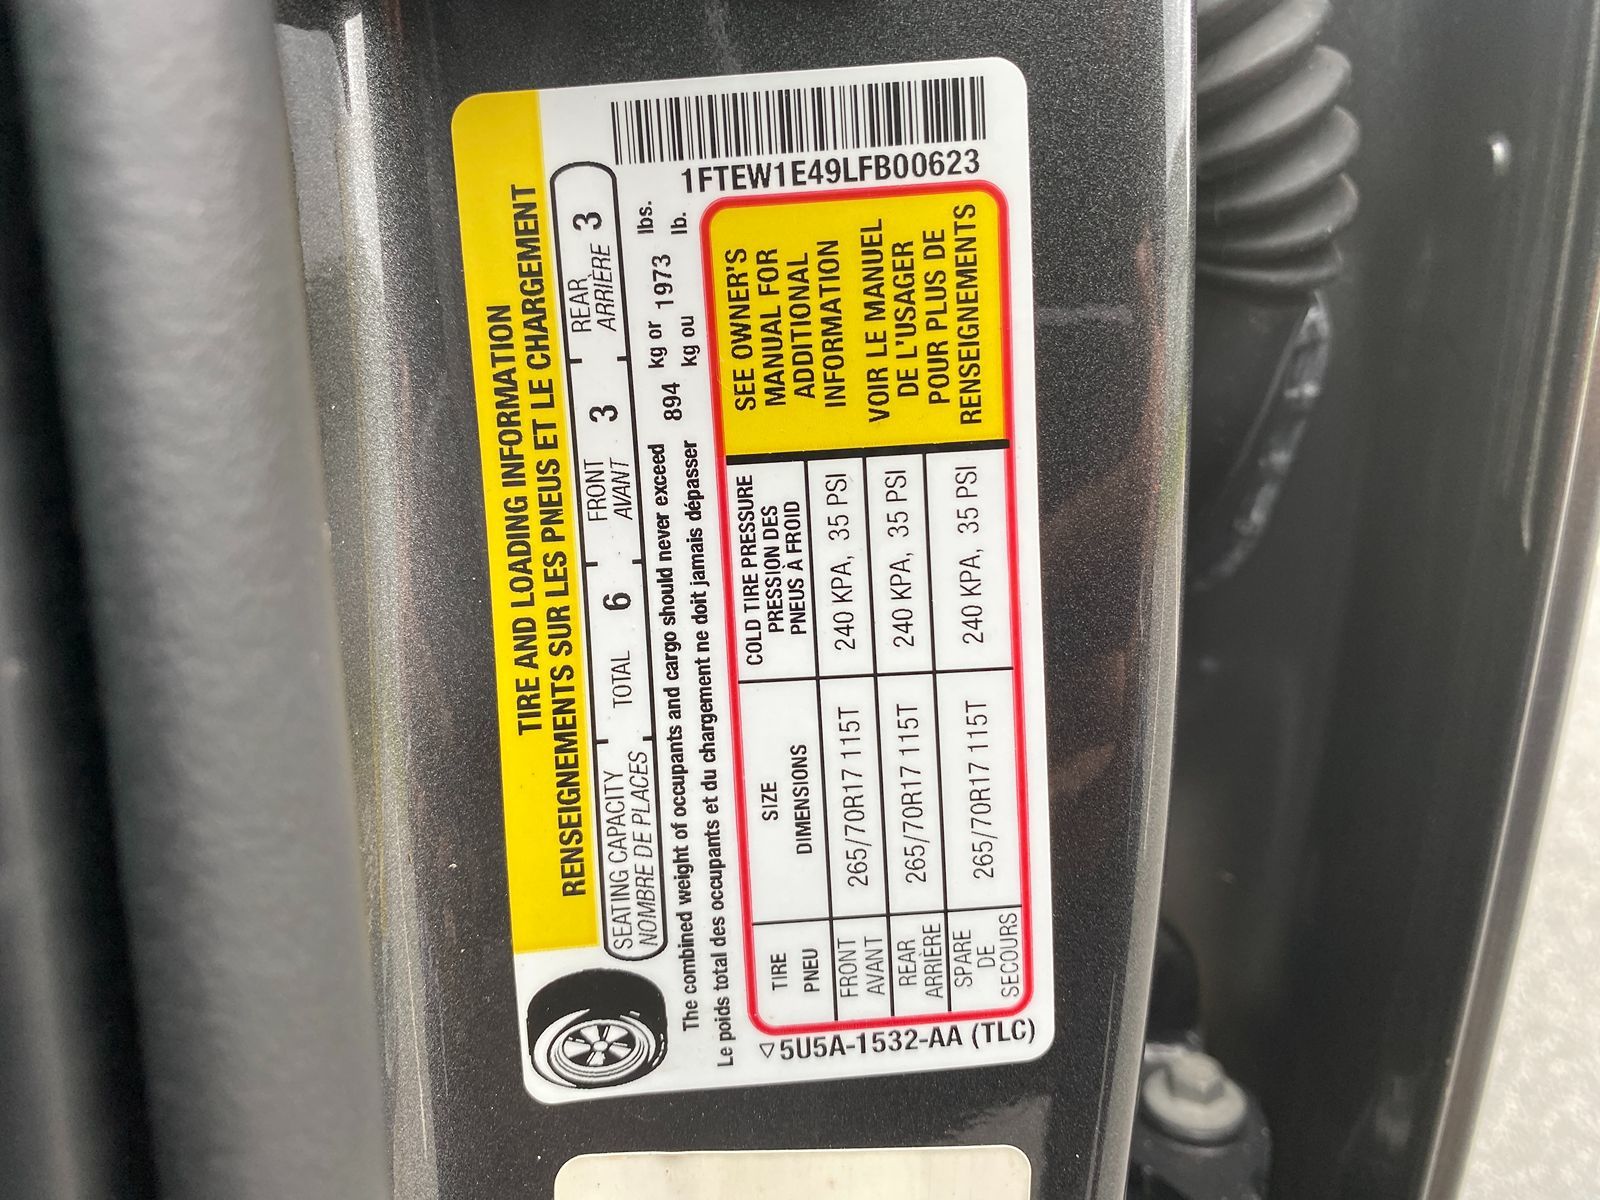 TIRE AND LOADING INFORMATION
RENSEIGNEMENTS SUR LES PNEUS ET LE CHARGEMENT
SEATING CAPACITY TOTAL 6 FRONT 3 REAR 3
NOMBRE DE PLACES AVANT ARRIÈRE
The combined weight of occupants and cargo should never exceed 894 kg or 1973 lbs.
Le poids total des occupants et du chargement ne doit jamais dépasser kg ou lb.
1FTEW1E49LFB00623
TIRE SIZE COLD TIRE PRESSURE
PNEU DIMENSIONS PRESSION DES
PNEUS À FROID
FRONT 265/70R17 115T 240 KPA, 35 PSI
AVANT
REAR 265/70R17 115T 240 KPA, 35 PSI
ARRIÈRE
SPARE 265/70R17 115T 240 KPA, 35 PSI
DE
SECOURS
SEE OWNER'S
MANUAL FOR
ADDITIONAL
INFORMATION
VOIR LE MANUEL
DE L'USAGER
POUR PLUS DE
RENSEIGNEMENTS
5U5A-1532-AA (TLC)